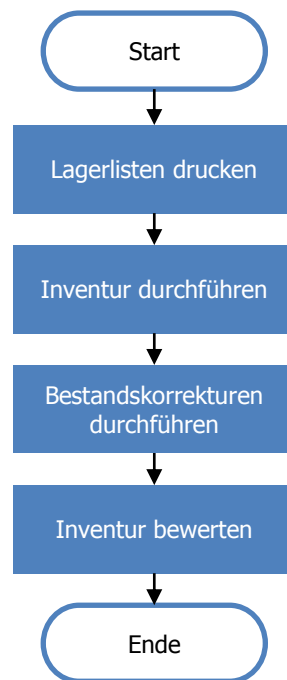 Start
Lagerlisten drucken
Inventur durchführen
Bestandskorrekturen
durchführen
Inventur bewerten
Ende